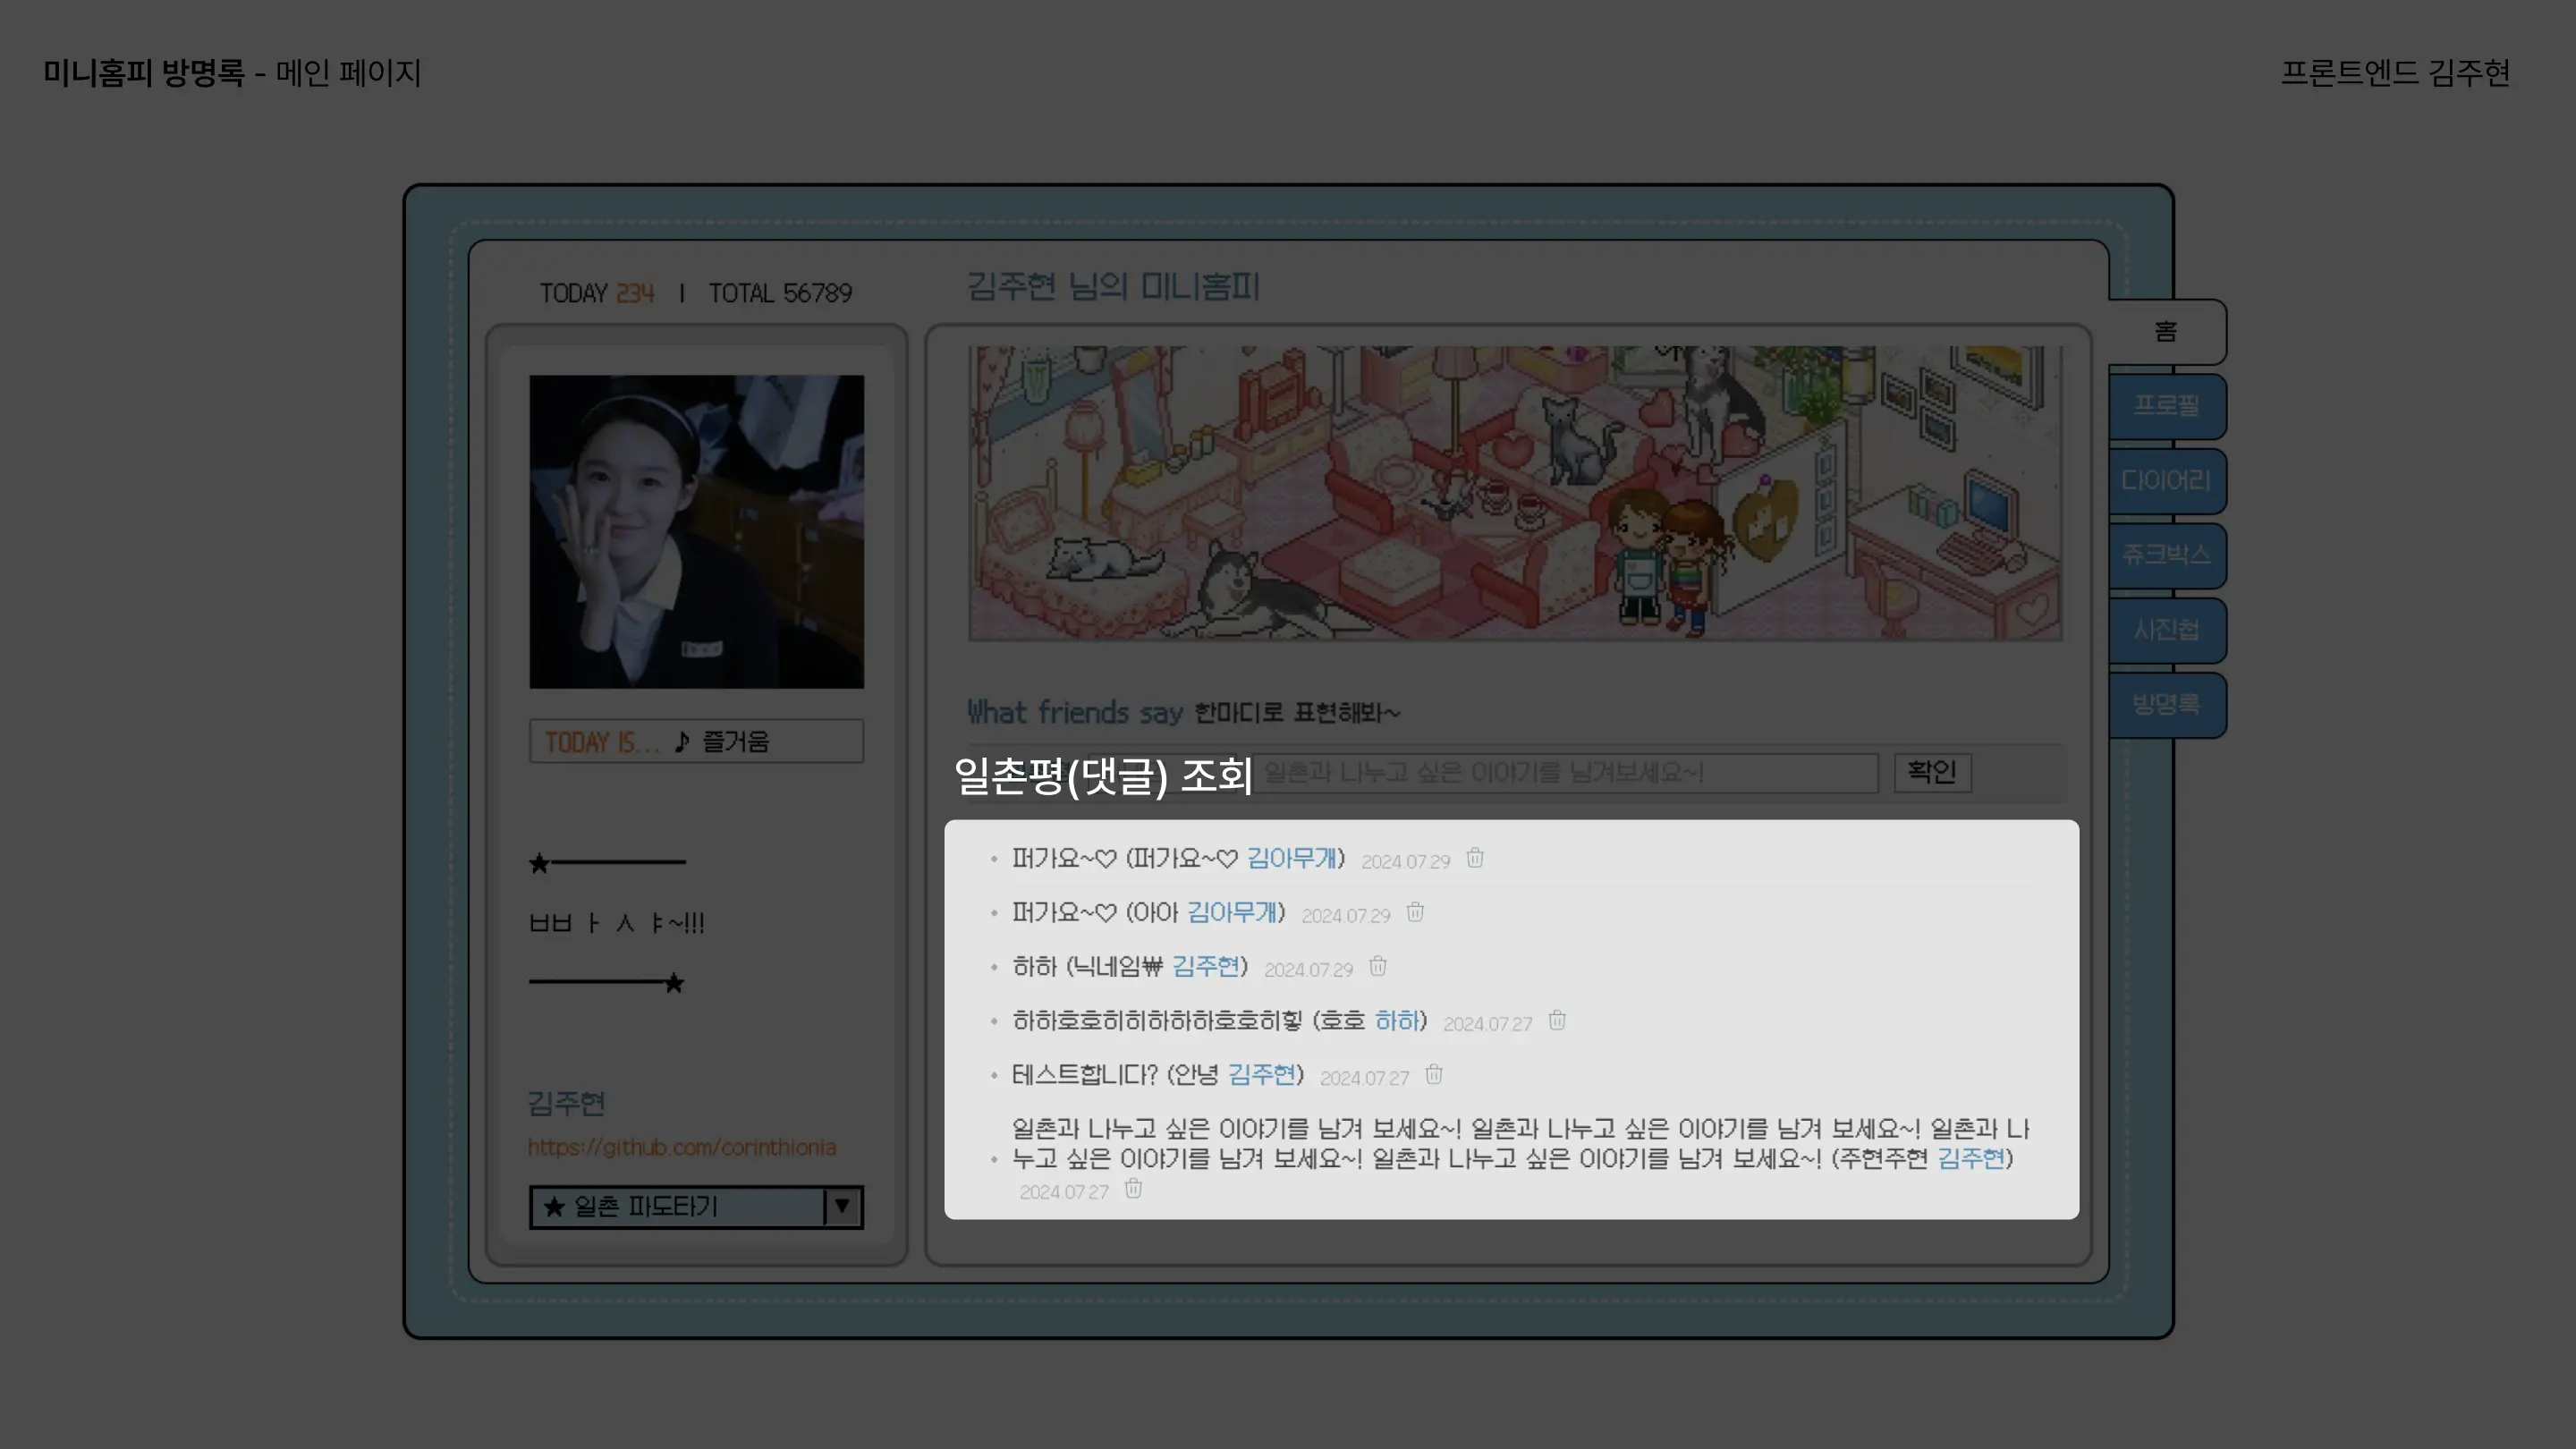 미니홈피 방명록 - 메인 페이지
프론트엔드 김주현
TODAY 234 | TOTAL 56789
김주현 님의 미니홈피
홈
프로필
디이어리
쥬크박스
사진첩
방명록
TODAY IS... ♪ 즐거움
★───────
ㅃ ㅏ ㅅ ㅑ~!!!
───────★
김주현
https://github.com/corinthionia
★ 일촌 파도타기 ▼
What friends say 한마디로 표현해봐~
일촌평(댓글) 조회
일촌과 나누고 싶은 이야기를 남겨보세요~! 확인
• 퍼가요~♡ (퍼가요~♡ 김아무개) 2024.07.29
• 퍼가요~♡ (아아 김아무개) 2024.07.29
• 하하 (닉네임₩ 김주현) 2024.07.29
• 하하호호히히하하하호호히힣 (호호 하하) 2024.07.27
• 테스트합니다? (안녕 김주현) 2024.07.27
일촌과 나누고 싶은 이야기를 남겨 보세요~! 일촌과 나누고 싶은 이야기를 남겨 보세요~! 일촌과 나
• 누고 싶은 이야기를 남겨 보세요~! 일촌과 나누고 싶은 이야기를 남겨 보세요~! (주현주현 김주현)
2024.07.27